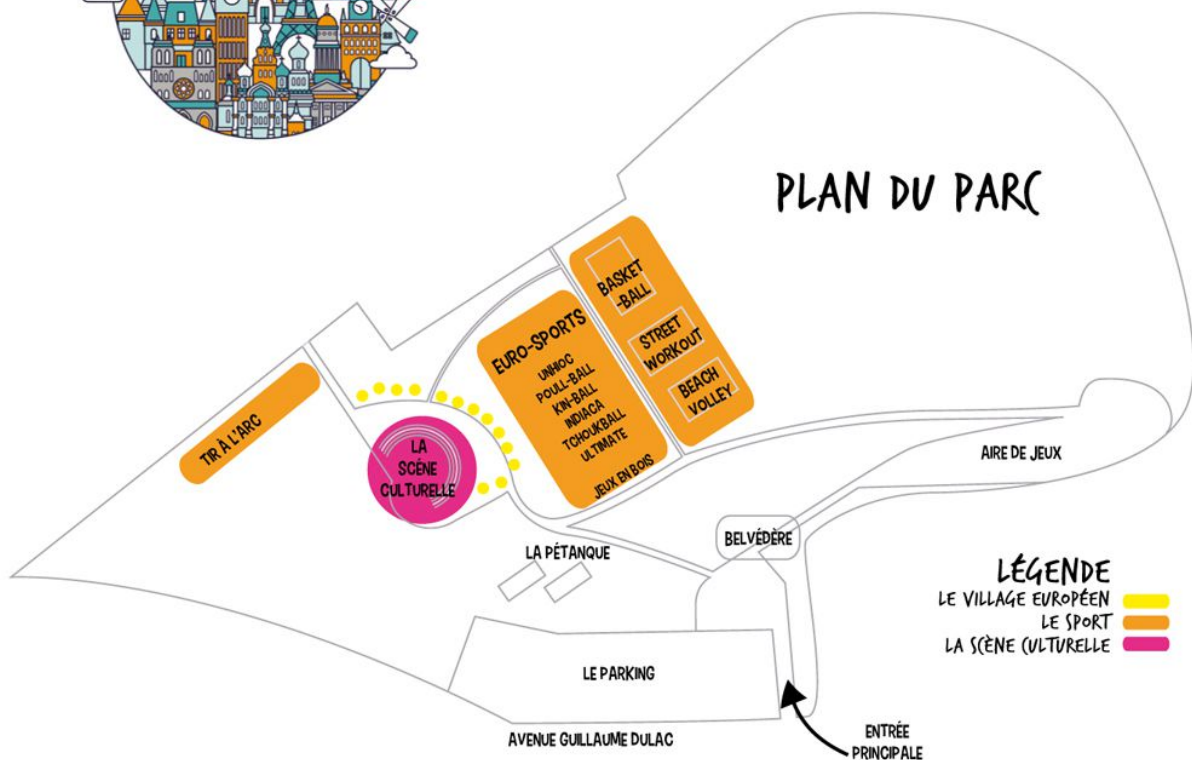 PLAN DU PARC
BASKET
-BALL
STREET
WORKOUT
BEACH
VOLLEY
EURO-SPORTS
UNHIOC
POULL-BALL
KIN-BALL
INDIACA
TCHOUKBALL
ULTIMATE
JEUX EN BOIS
TIR À L'ARC
LA
SCÉNE
CULTURELLE
AIRE DE JEUX
BELVÉDÈRE
LA PÉTANQUE
LE PARKING
AVENUE GUILLAUME DULAC
ENTRÉE
PRINCIPALE
LÉGENDE
LE VILLAGE EUROPÉEN
LE SPORT
LA SCÈNE CULTURELLE